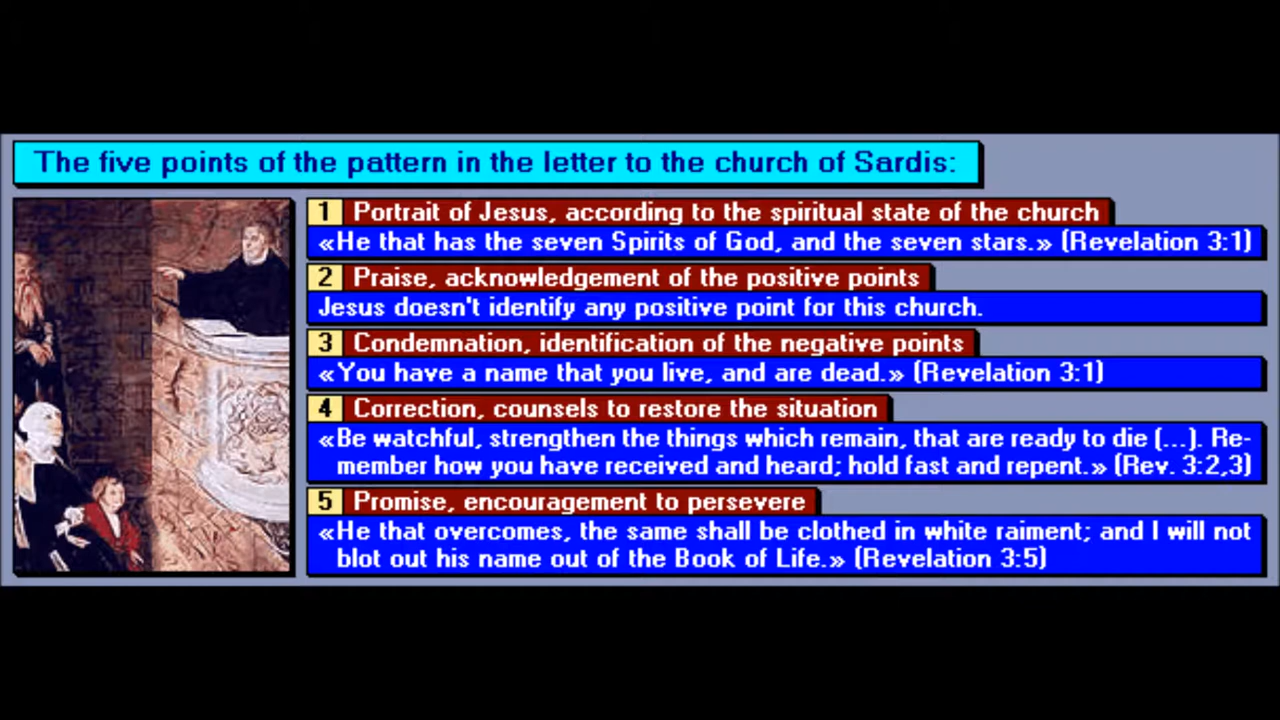 The five points of the pattern in the letter to the church of Sardis:
1 Portrait of Jesus, according to the spiritual state of the church
«He that has the seven Spirits of God, and the seven stars.» (Revelation 3:1)
2 Praise, acknowledgement of the positive points
Jesus doesn't identify any positive point for this church.
3 Condemnation, identification of the negative points
«You have a name that you live, and are dead.» (Revelation 3:1)
4 Correction, counsels to restore the situation
«Be watchful, strengthen the things which remain, that are ready to die (...). Re-
member how you have received and heard; hold fast and repent.» (Rev. 3:2,3)
5 Promise, encouragement to persevere
«He that overcomes, the same shall be clothed in white raiment; and I will not
blot out his name out of the Book of Life.» (Revelation 3:5)